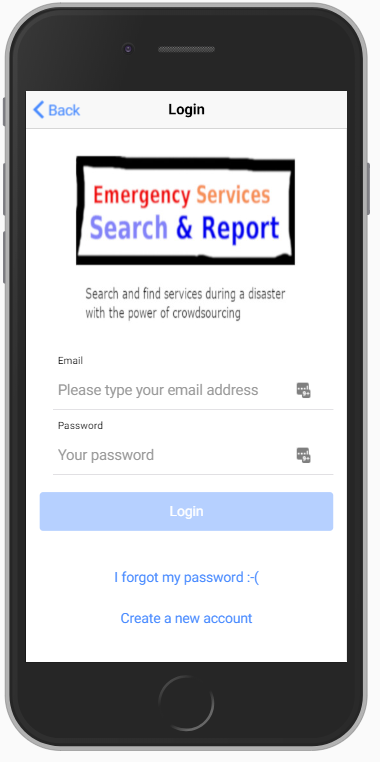 Back
Login
Emergency Services
Search & Report
Search and find services during a disaster
with the power of crowdsourcing
Email
Please type your email address
Password
Your password
Login
I forgot my password :-(
Create a new account